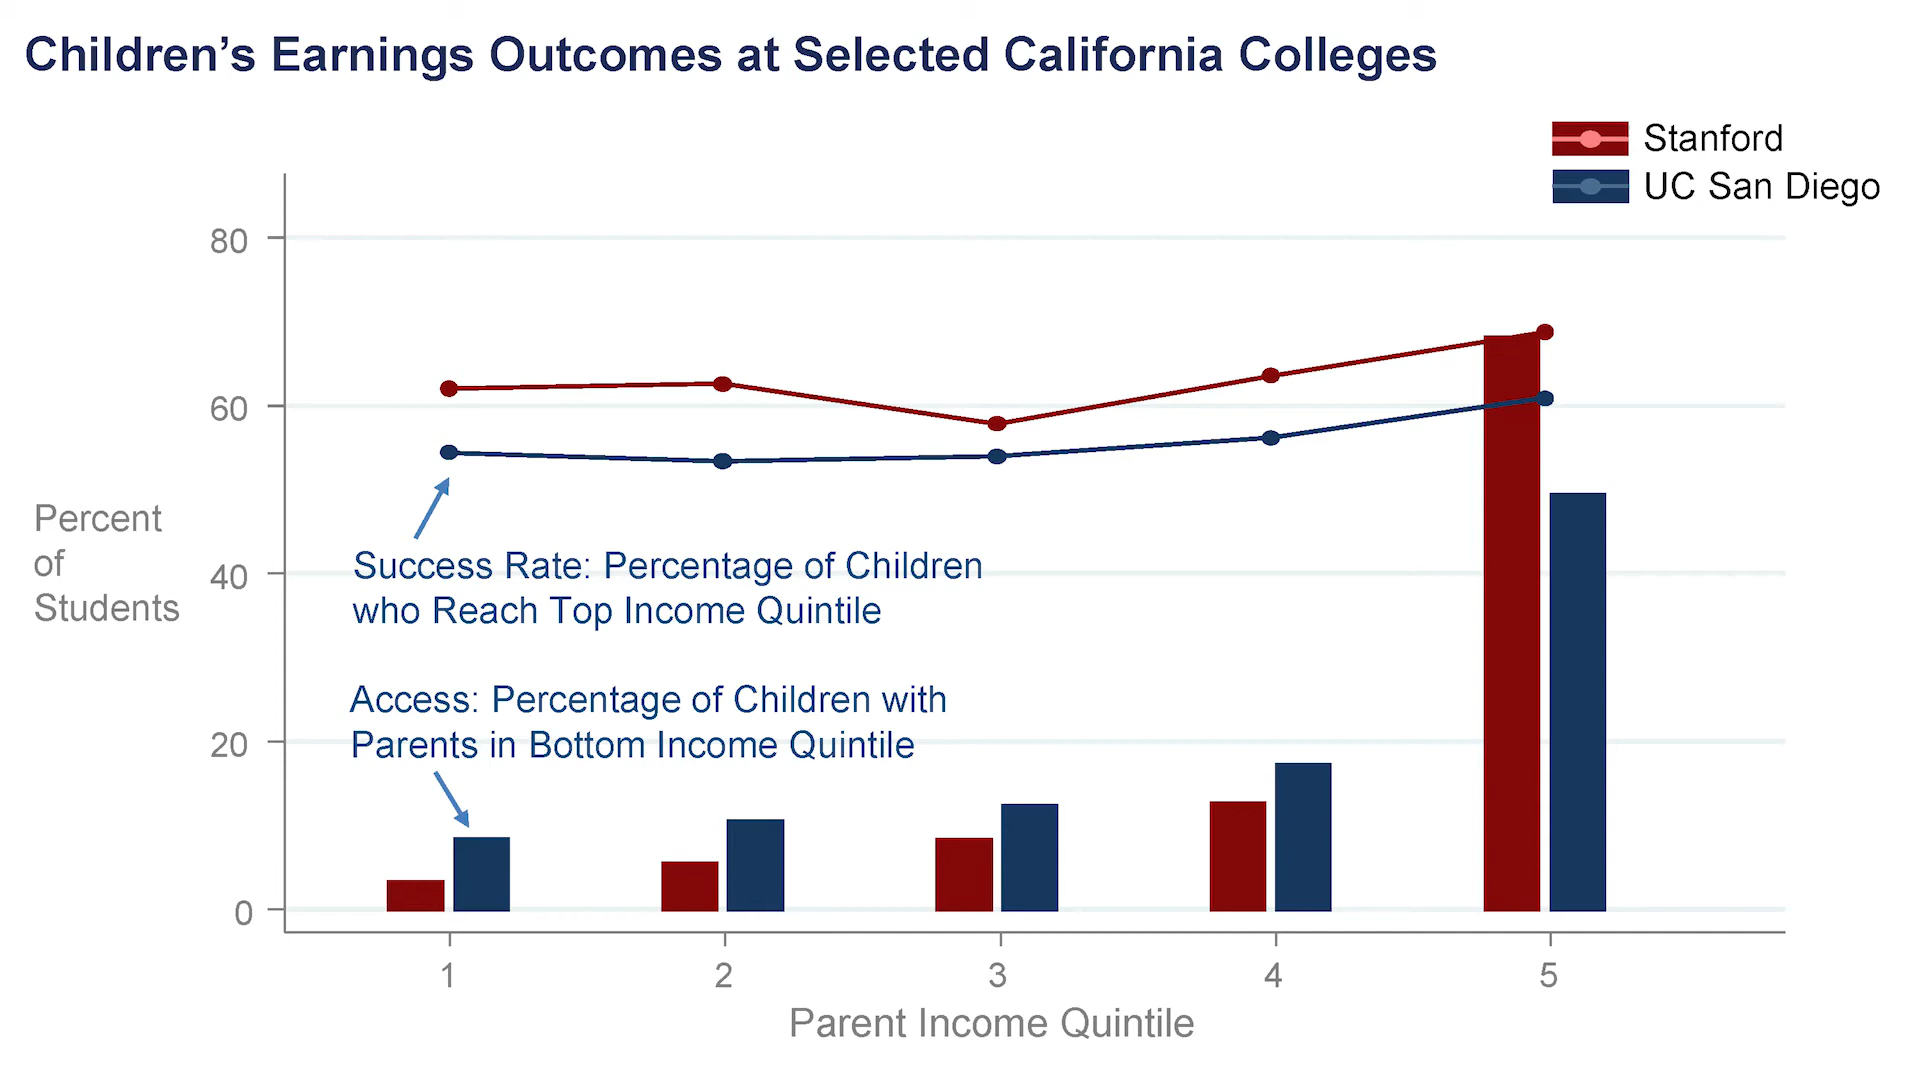 Children's Earnings Outcomes at Selected California Colleges
Stanford
UC San Diego
80
60
40
20
0
Percent
of
Students
Success Rate: Percentage of Children
who Reach Top Income Quintile
Access: Percentage of Children with
Parents in Bottom Income Quintile
1 2 3 4 5
Parent Income Quintile